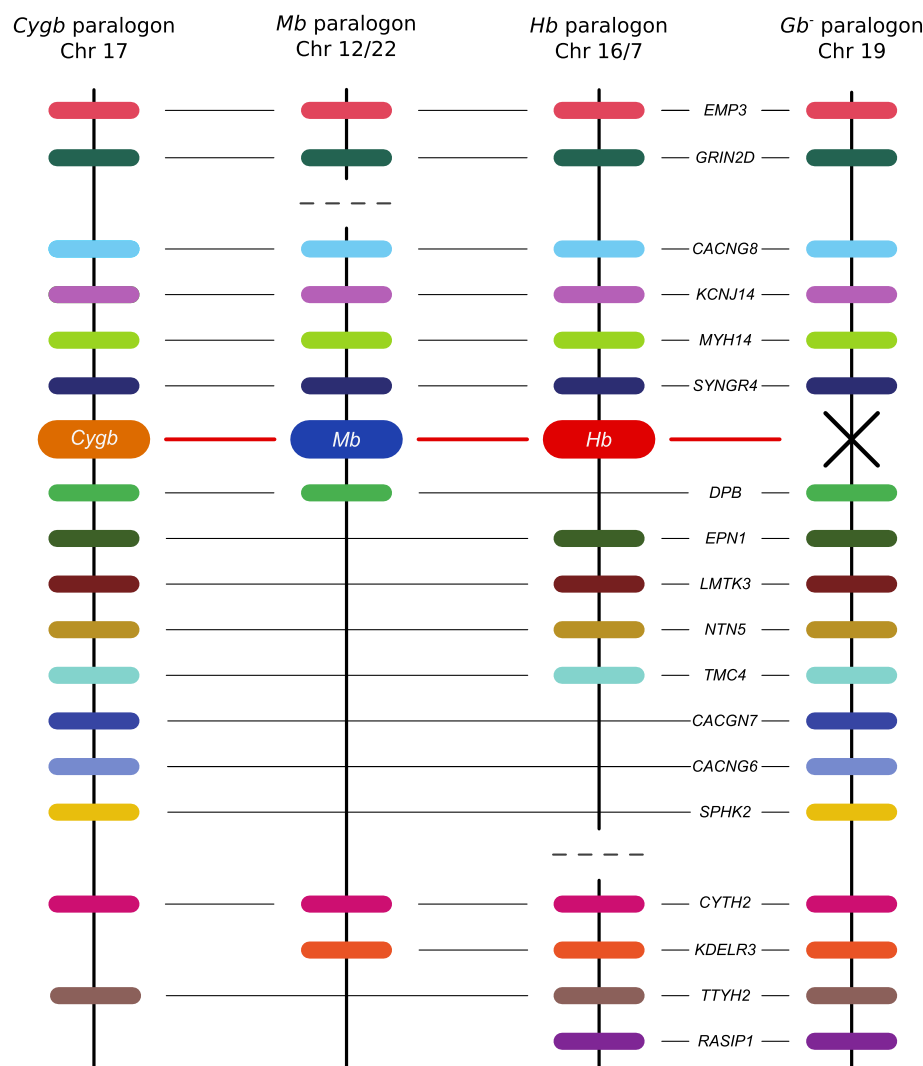 Cygb paralogon
Chr 17
Mb paralogon
Chr 12/22
Hb paralogon
Chr 16/7
Gb⁻ paralogon
Chr 19
EMP3
GRIN2D
CACNG8
KCNJ14
MYH14
SYNGR4
Cygb
Mb
Hb
DPB
EPN1
LMTK3
NTN5
TMC4
CACGN7
CACNG6
SPHK2
CYTH2
KDELR3
TTYH2
RASIP1